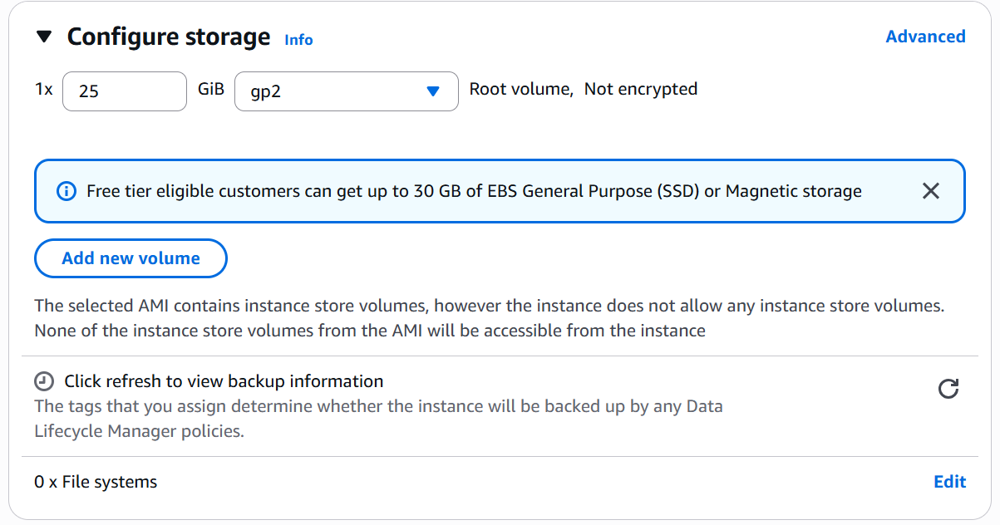 Configure storage Info Advanced
1x 25 GiB gp2 Root volume, Not encrypted
Free tier eligible customers can get up to 30 GB of EBS General Purpose (SSD) or Magnetic storage
Add new volume
The selected AMI contains instance store volumes, however the instance does not allow any instance store volumes.
None of the instance store volumes from the AMI will be accessible from the instance
Click refresh to view backup information
The tags that you assign determine whether the instance will be backed up by any Data
Lifecycle Manager policies.
0 x File systems Edit